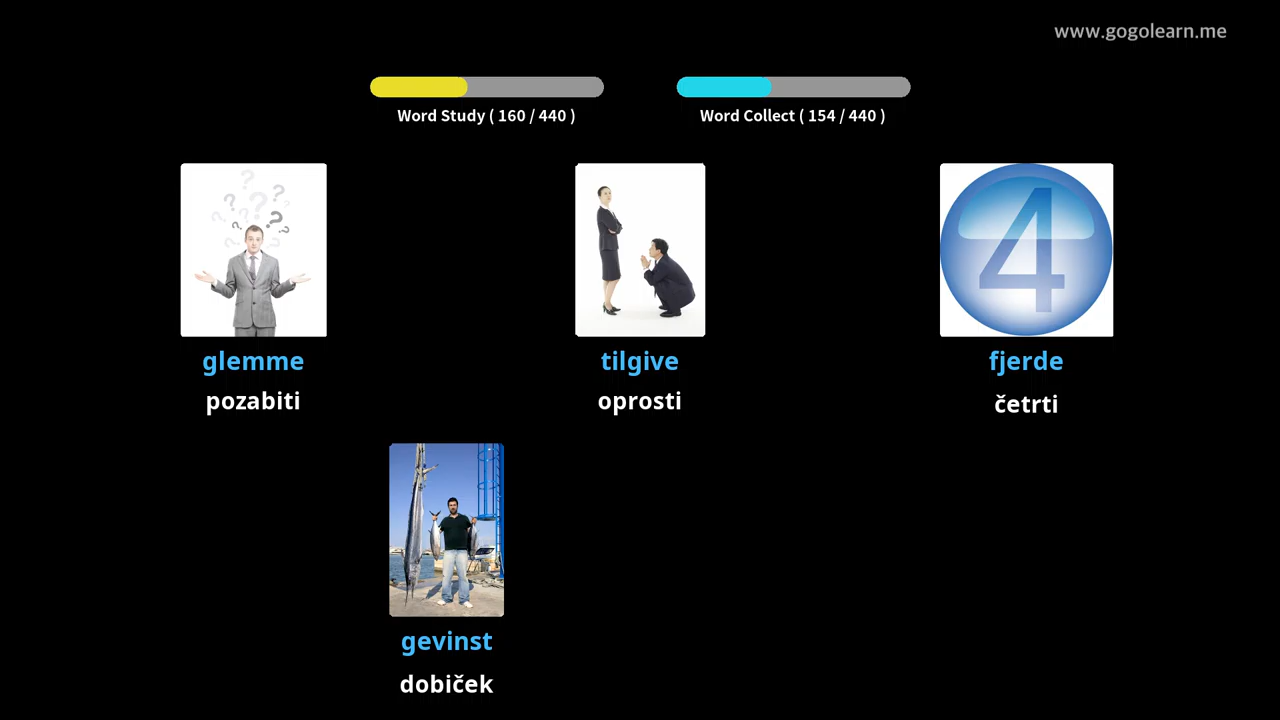 www.gogolearn.me
Word Study ( 160 / 440 )
Word Collect ( 154 / 440 )
4
glemme
tilgive
fjerde
pozabiti
oprosti
četrti
gevinst
dobiček